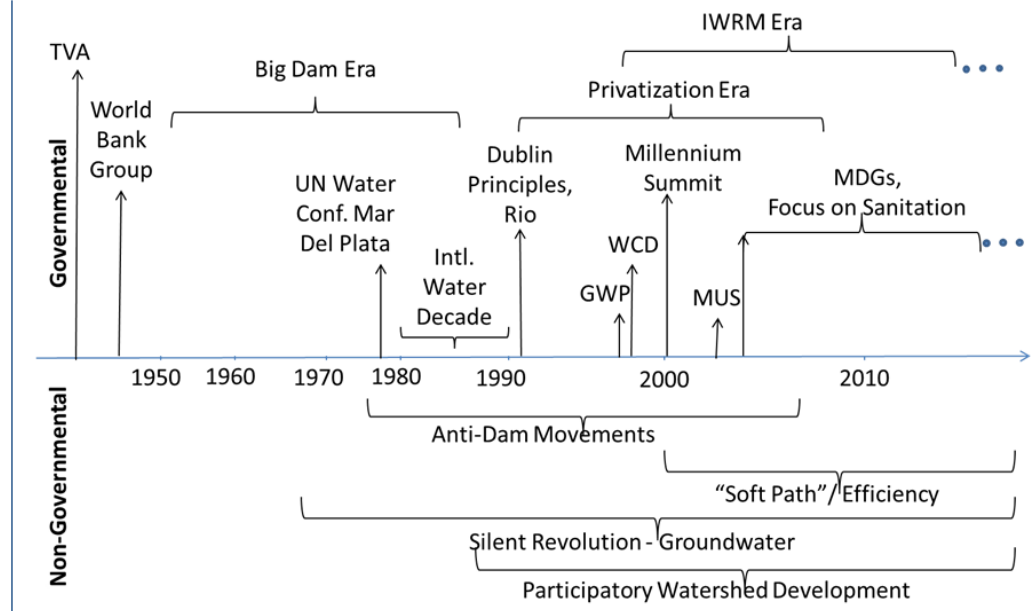 IWRM Era
TVA
Big Dam Era
Privatization Era
World
Bank
Group
Governmental
Dublin
Principles,
Rio
Millennium
Summit
UN Water
Conf. Mar
Del Plata
MDGs,
Focus on Sanitation
Intl.
Water
Decade
WCD
GWP
MUS
1950 1960 1970 1980 1990 2000 2010
Non-Governmental
Anti-Dam Movements
“Soft Path”/ Efficiency
Silent Revolution - Groundwater
Participatory Watershed Development